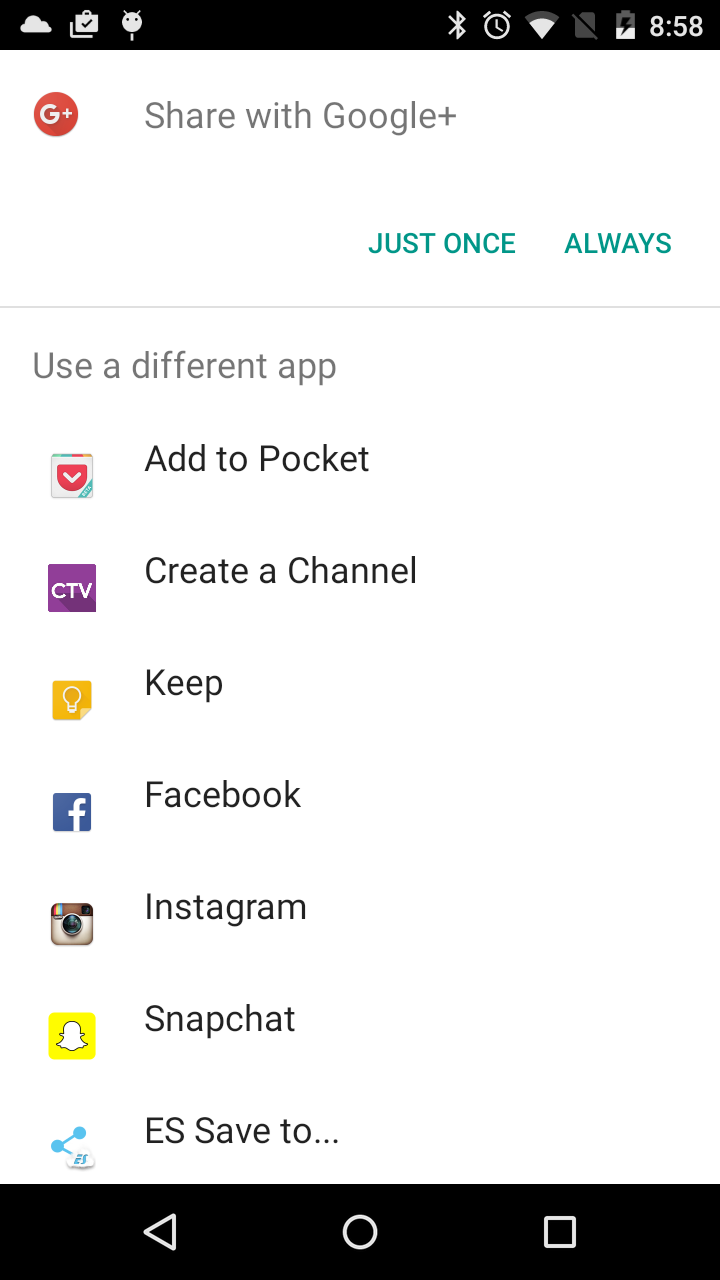 8:58
G+ Share with Google+
JUST ONCE ALWAYS
Use a different app
Add to Pocket
CTV Create a Channel
Keep
f Facebook
Instagram
Snapchat
ES Save to...
ES